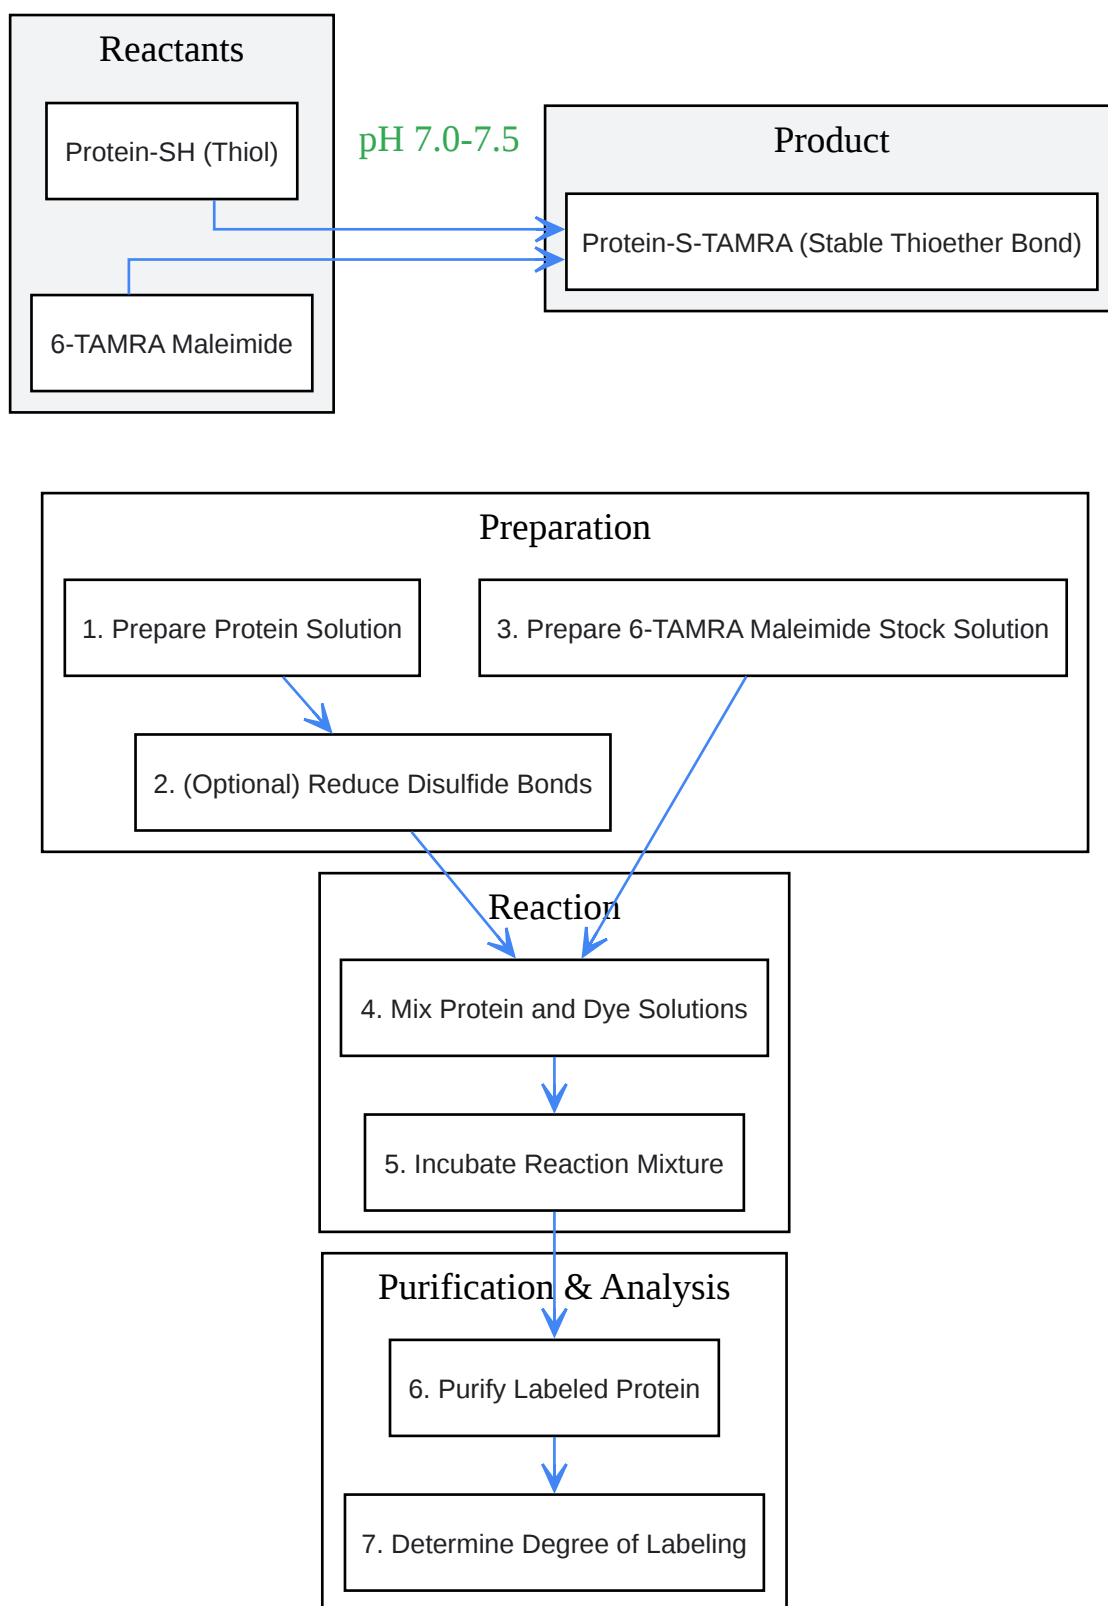 Reactants
Protein-SH (Thiol)
6-TAMRA Maleimide
pH 7.0-7.5
Product
Protein-S-TAMRA (Stable Thioether Bond)
Preparation
1. Prepare Protein Solution
3. Prepare 6-TAMRA Maleimide Stock Solution
2. (Optional) Reduce Disulfide Bonds
Reaction
4. Mix Protein and Dye Solutions
5. Incubate Reaction Mixture
Purification & Analysis
6. Purify Labeled Protein
7. Determine Degree of Labeling